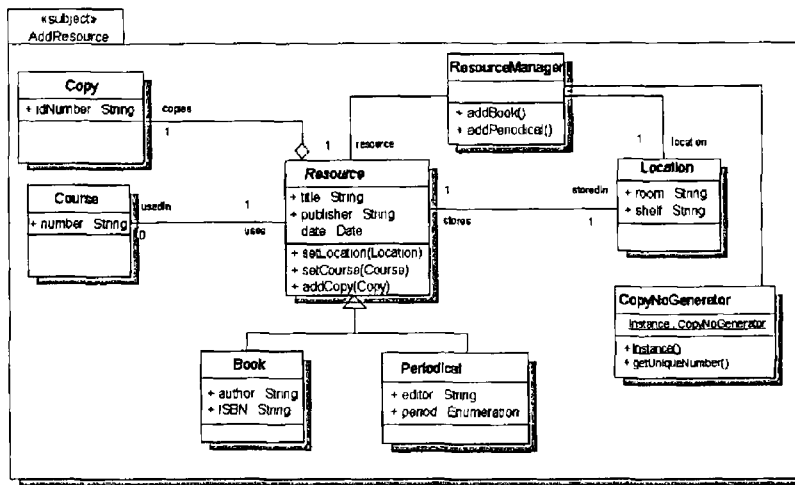 «subject»
AddResource
Copy
+ idNumber String
copies
1
ResourceManager
+ addBook()
+ addPeriodical()
1
resource
1
location
Resource
+ title String
+ publisher String
date Date
+ setLocation(Location)
+ setCourse(Course)
+ addCopy(Copy)
Course
+ number String
usedIn
1
0
uses
1
storedin
stores
1
Location
+ room String
+ shelf String
CopyNoGenerator
Instance . CopyNoGenerator
+ Instance()
+ getUniqueNumber()
Book
+ author String
+ ISBN String
Periodical
+ editor String
+ period Enumeration